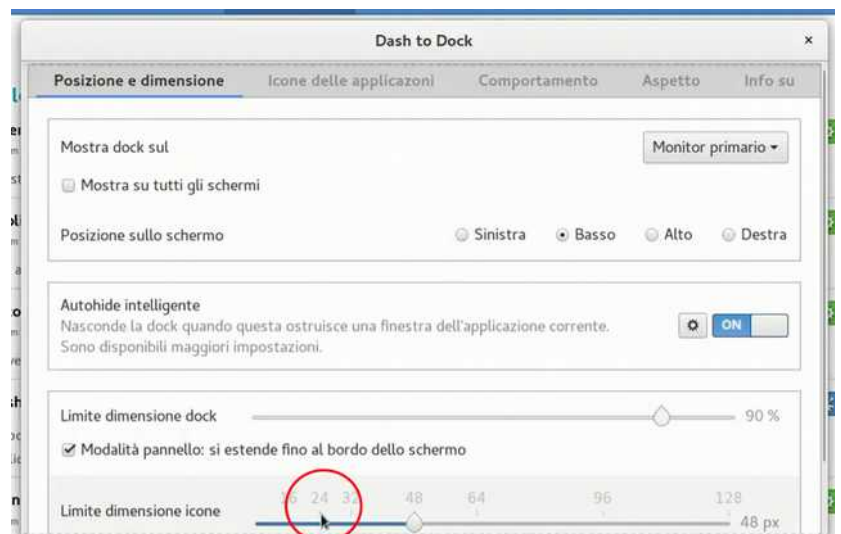 Dash to Dock ×
Posizione e dimensione Icone delle applicazoni Comportamento Aspetto Info su
Mostra dock sul Monitor primario
Mostra su tutti gli schermi
Posizione sullo schermo Sinistra Basso Alto Destra
Autohide intelligente
Nasconde la dock quando questa ostruisce una finestra dell'applicazione corrente.
ON
Sono disponibili maggiori impostazioni.
Limite dimensione dock 90 %
Modalità pannello: si estende fino al bordo dello schermo
16 24 32 48 64 96 128
Limite dimensione icone 48 px